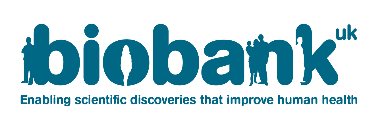 biobank uk
Enabling scientific discoveries that improve human health